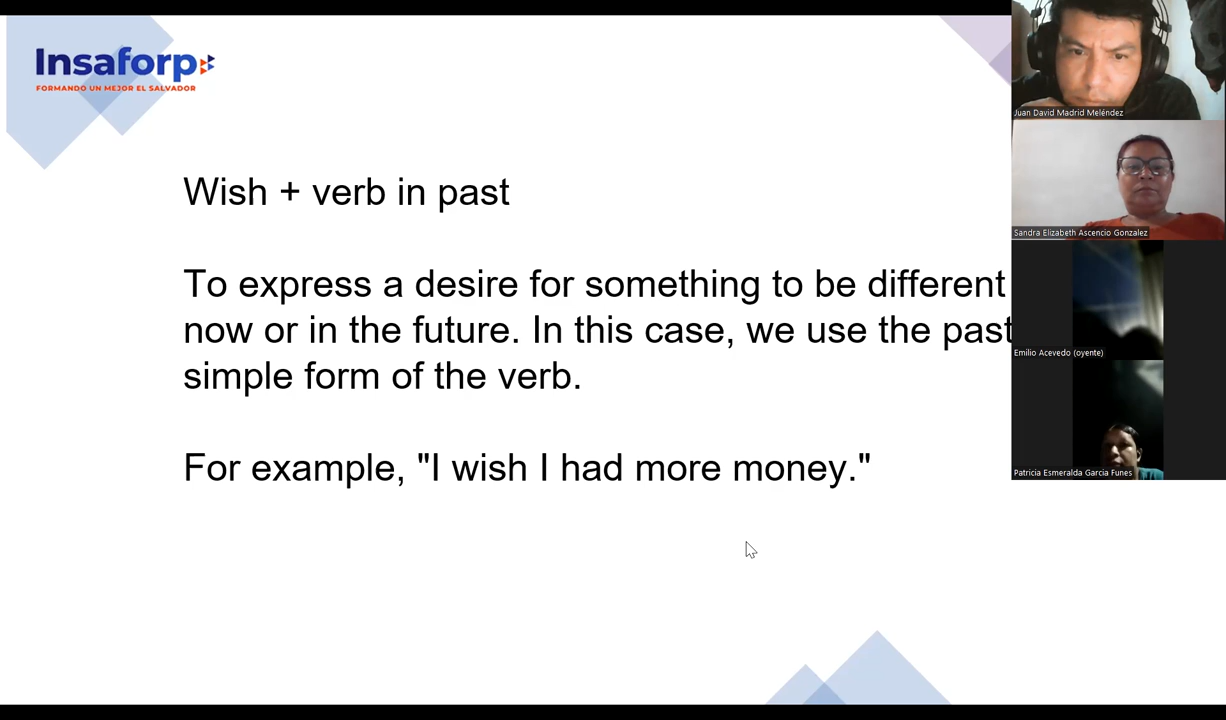 Insaforp
FORMANDO UN MEJOR EL SALVADOR
Wish + verb in past
To express a desire for something to be different
now or in the future. In this case, we use the past
simple form of the verb.
For example, "I wish I had more money."
Juan David Madrid Meléndez
Sandra Elizabeth Ascencio Gonzalez
Emilio Acevedo (oyente)
Patricia Esmeralda Garcia Funes